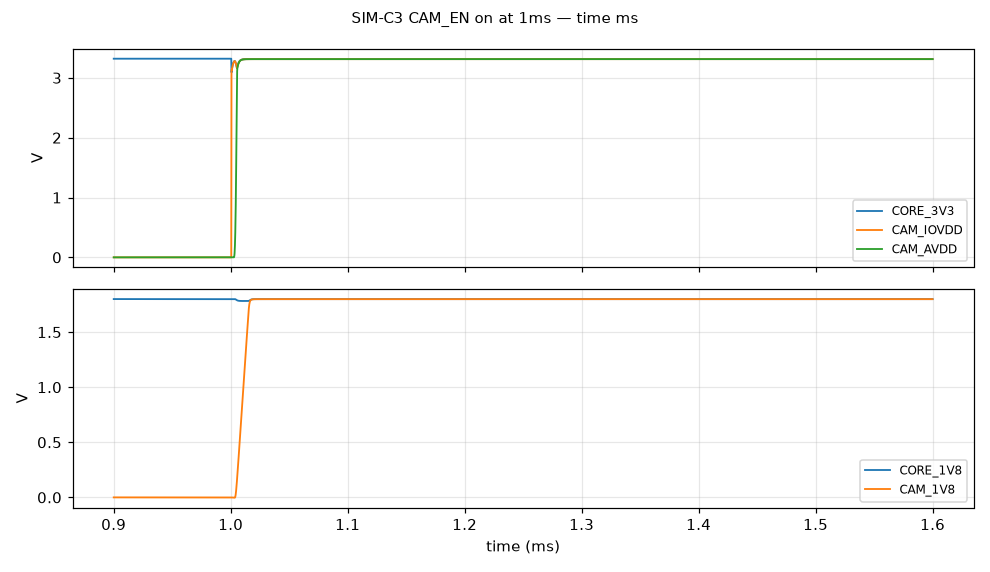 SIM-C3 CAM_EN on at 1ms — time ms
3
2
1
0
V
CORE_3V3
CAM_IOVDD
CAM_AVDD
1.5
1.0
0.5
0.0
V
CORE_1V8
CAM_1V8
0.9 1.0 1.1 1.2 1.3 1.4 1.5 1.6
time (ms)